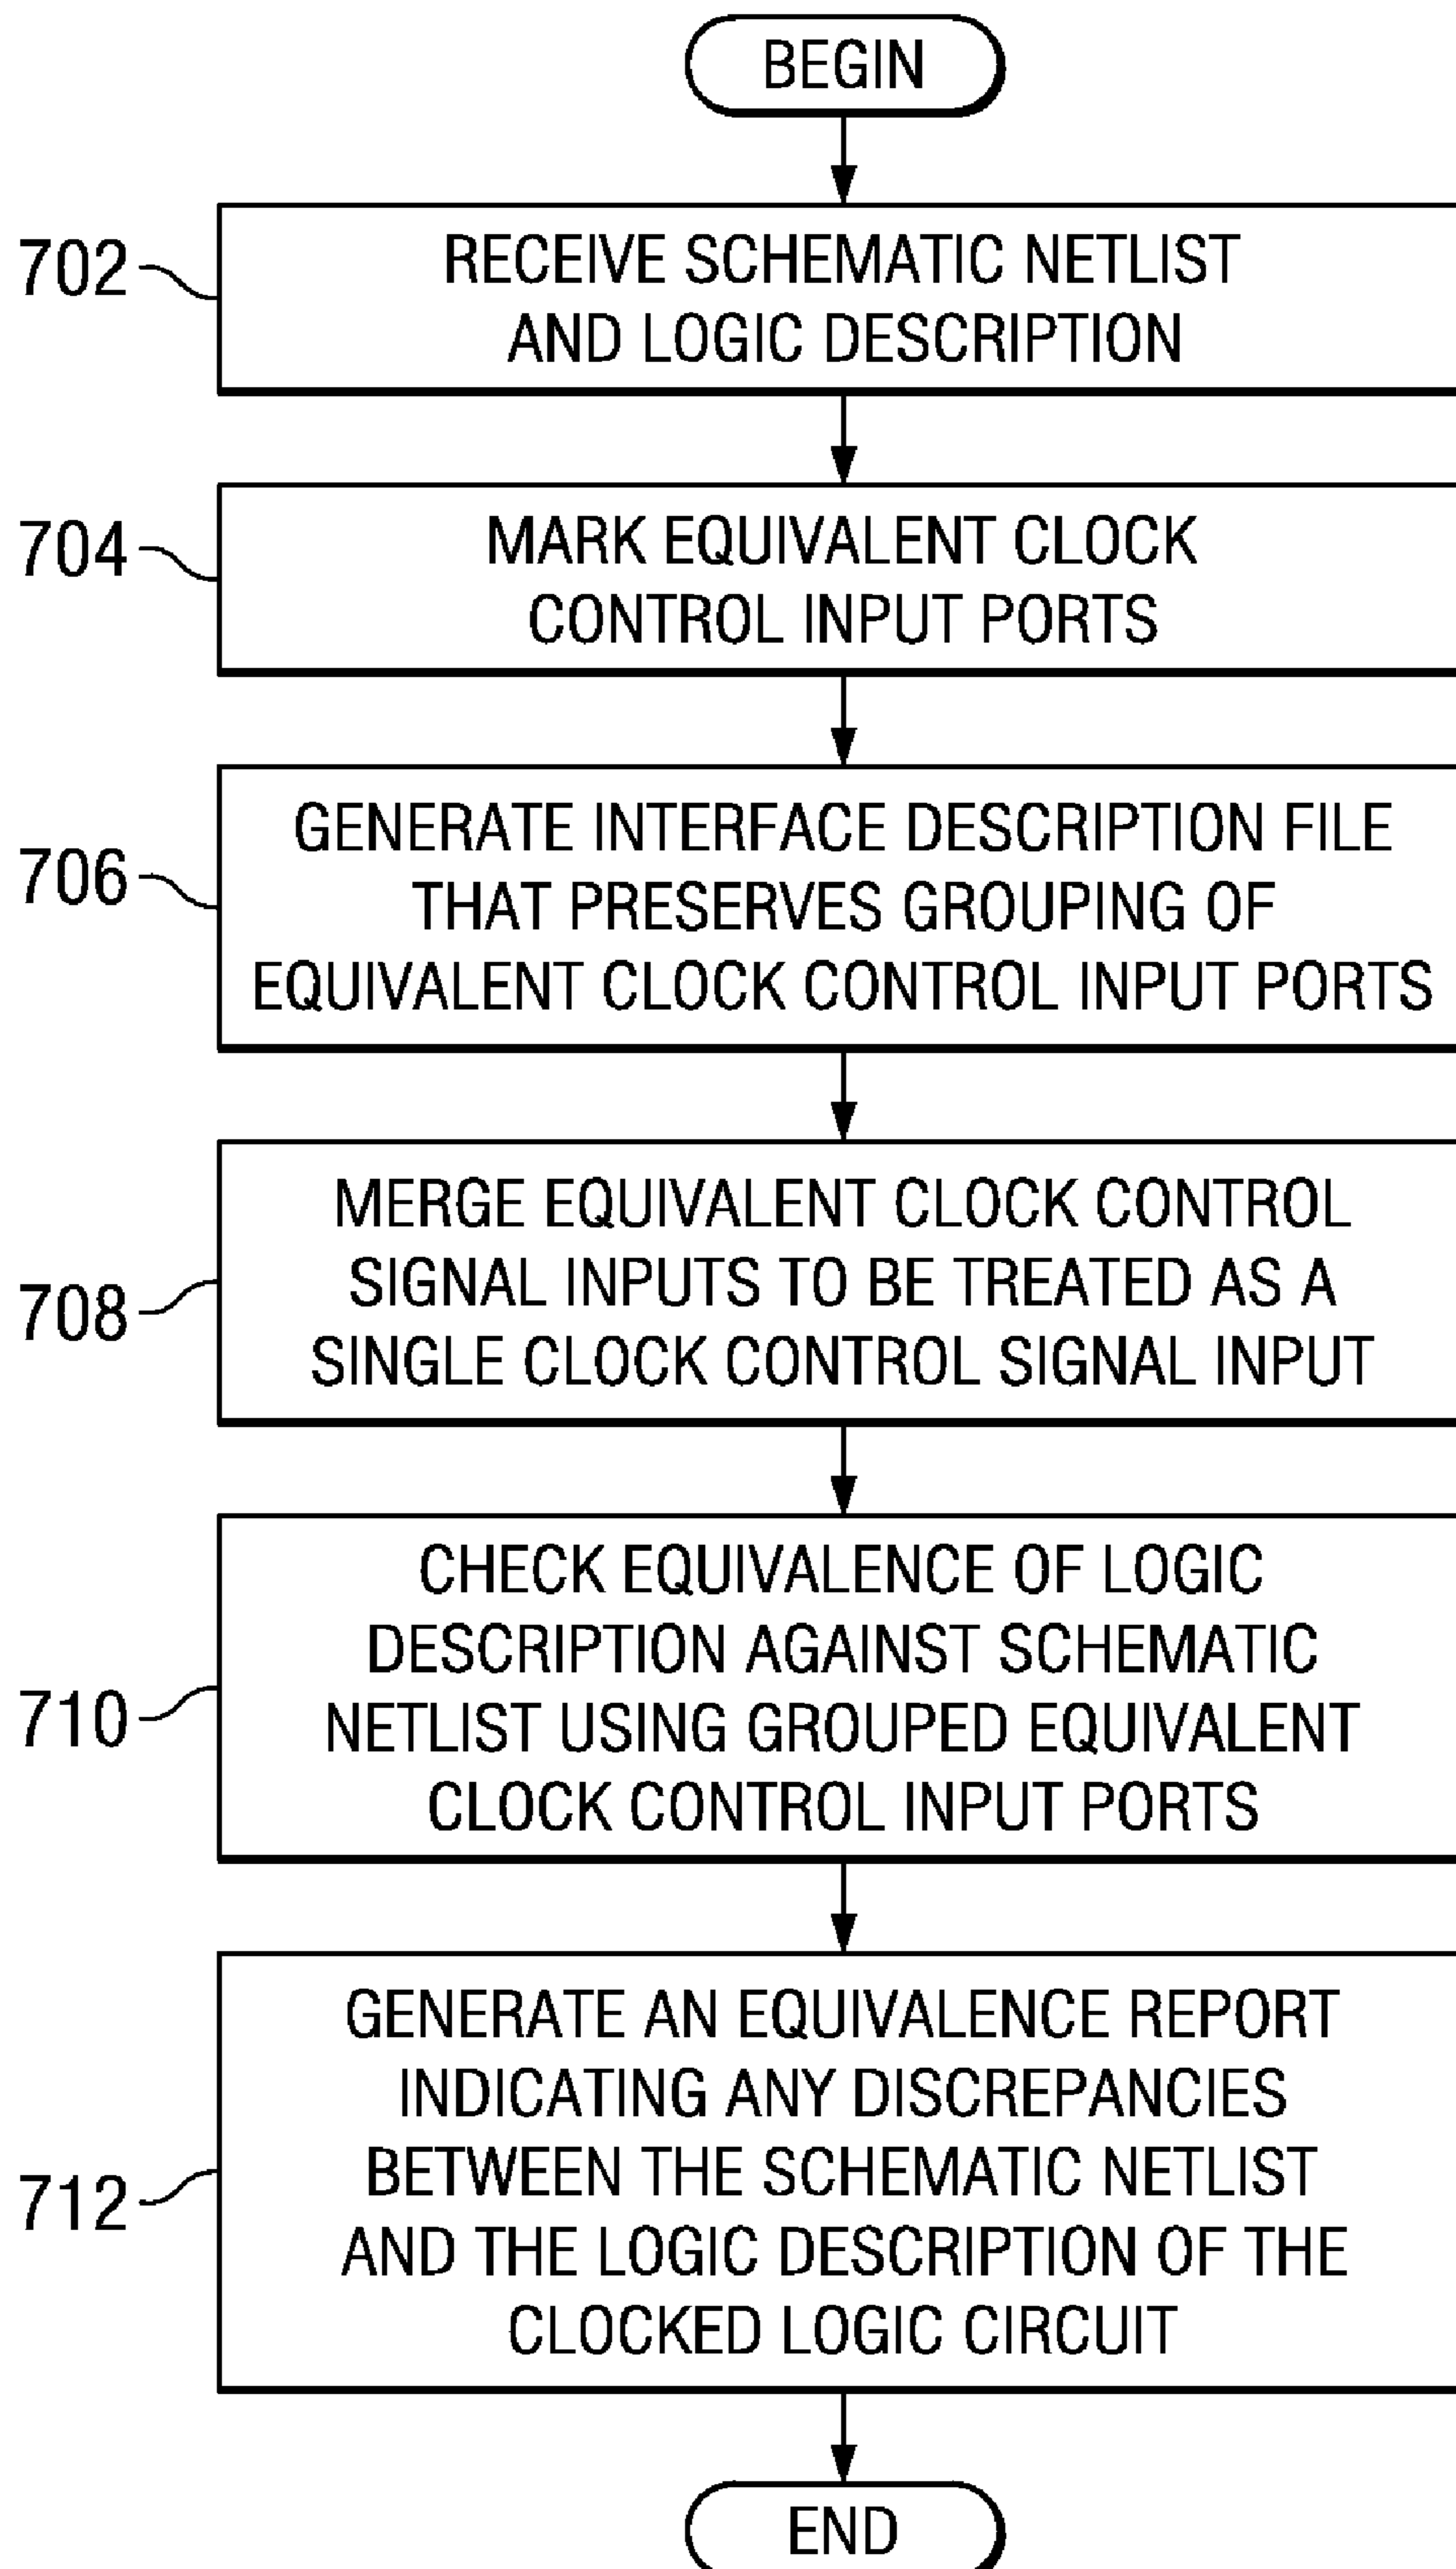 BEGIN
702
RECEIVE SCHEMATIC NETLIST
AND LOGIC DESCRIPTION
704
MARK EQUIVALENT CLOCK
CONTROL INPUT PORTS
706
GENERATE INTERFACE DESCRIPTION FILE
THAT PRESERVES GROUPING OF
EQUIVALENT CLOCK CONTROL INPUT PORTS
708
MERGE EQUIVALENT CLOCK CONTROL
SIGNAL INPUTS TO BE TREATED AS A
SINGLE CLOCK CONTROL SIGNAL INPUT
710
CHECK EQUIVALENCE OF LOGIC
DESCRIPTION AGAINST SCHEMATIC
NETLIST USING GROUPED EQUIVALENT
CLOCK CONTROL INPUT PORTS
712
GENERATE AN EQUIVALENCE REPORT
INDICATING ANY DISCREPANCIES
BETWEEN THE SCHEMATIC NETLIST
AND THE LOGIC DESCRIPTION OF THE
CLOCKED LOGIC CIRCUIT
END